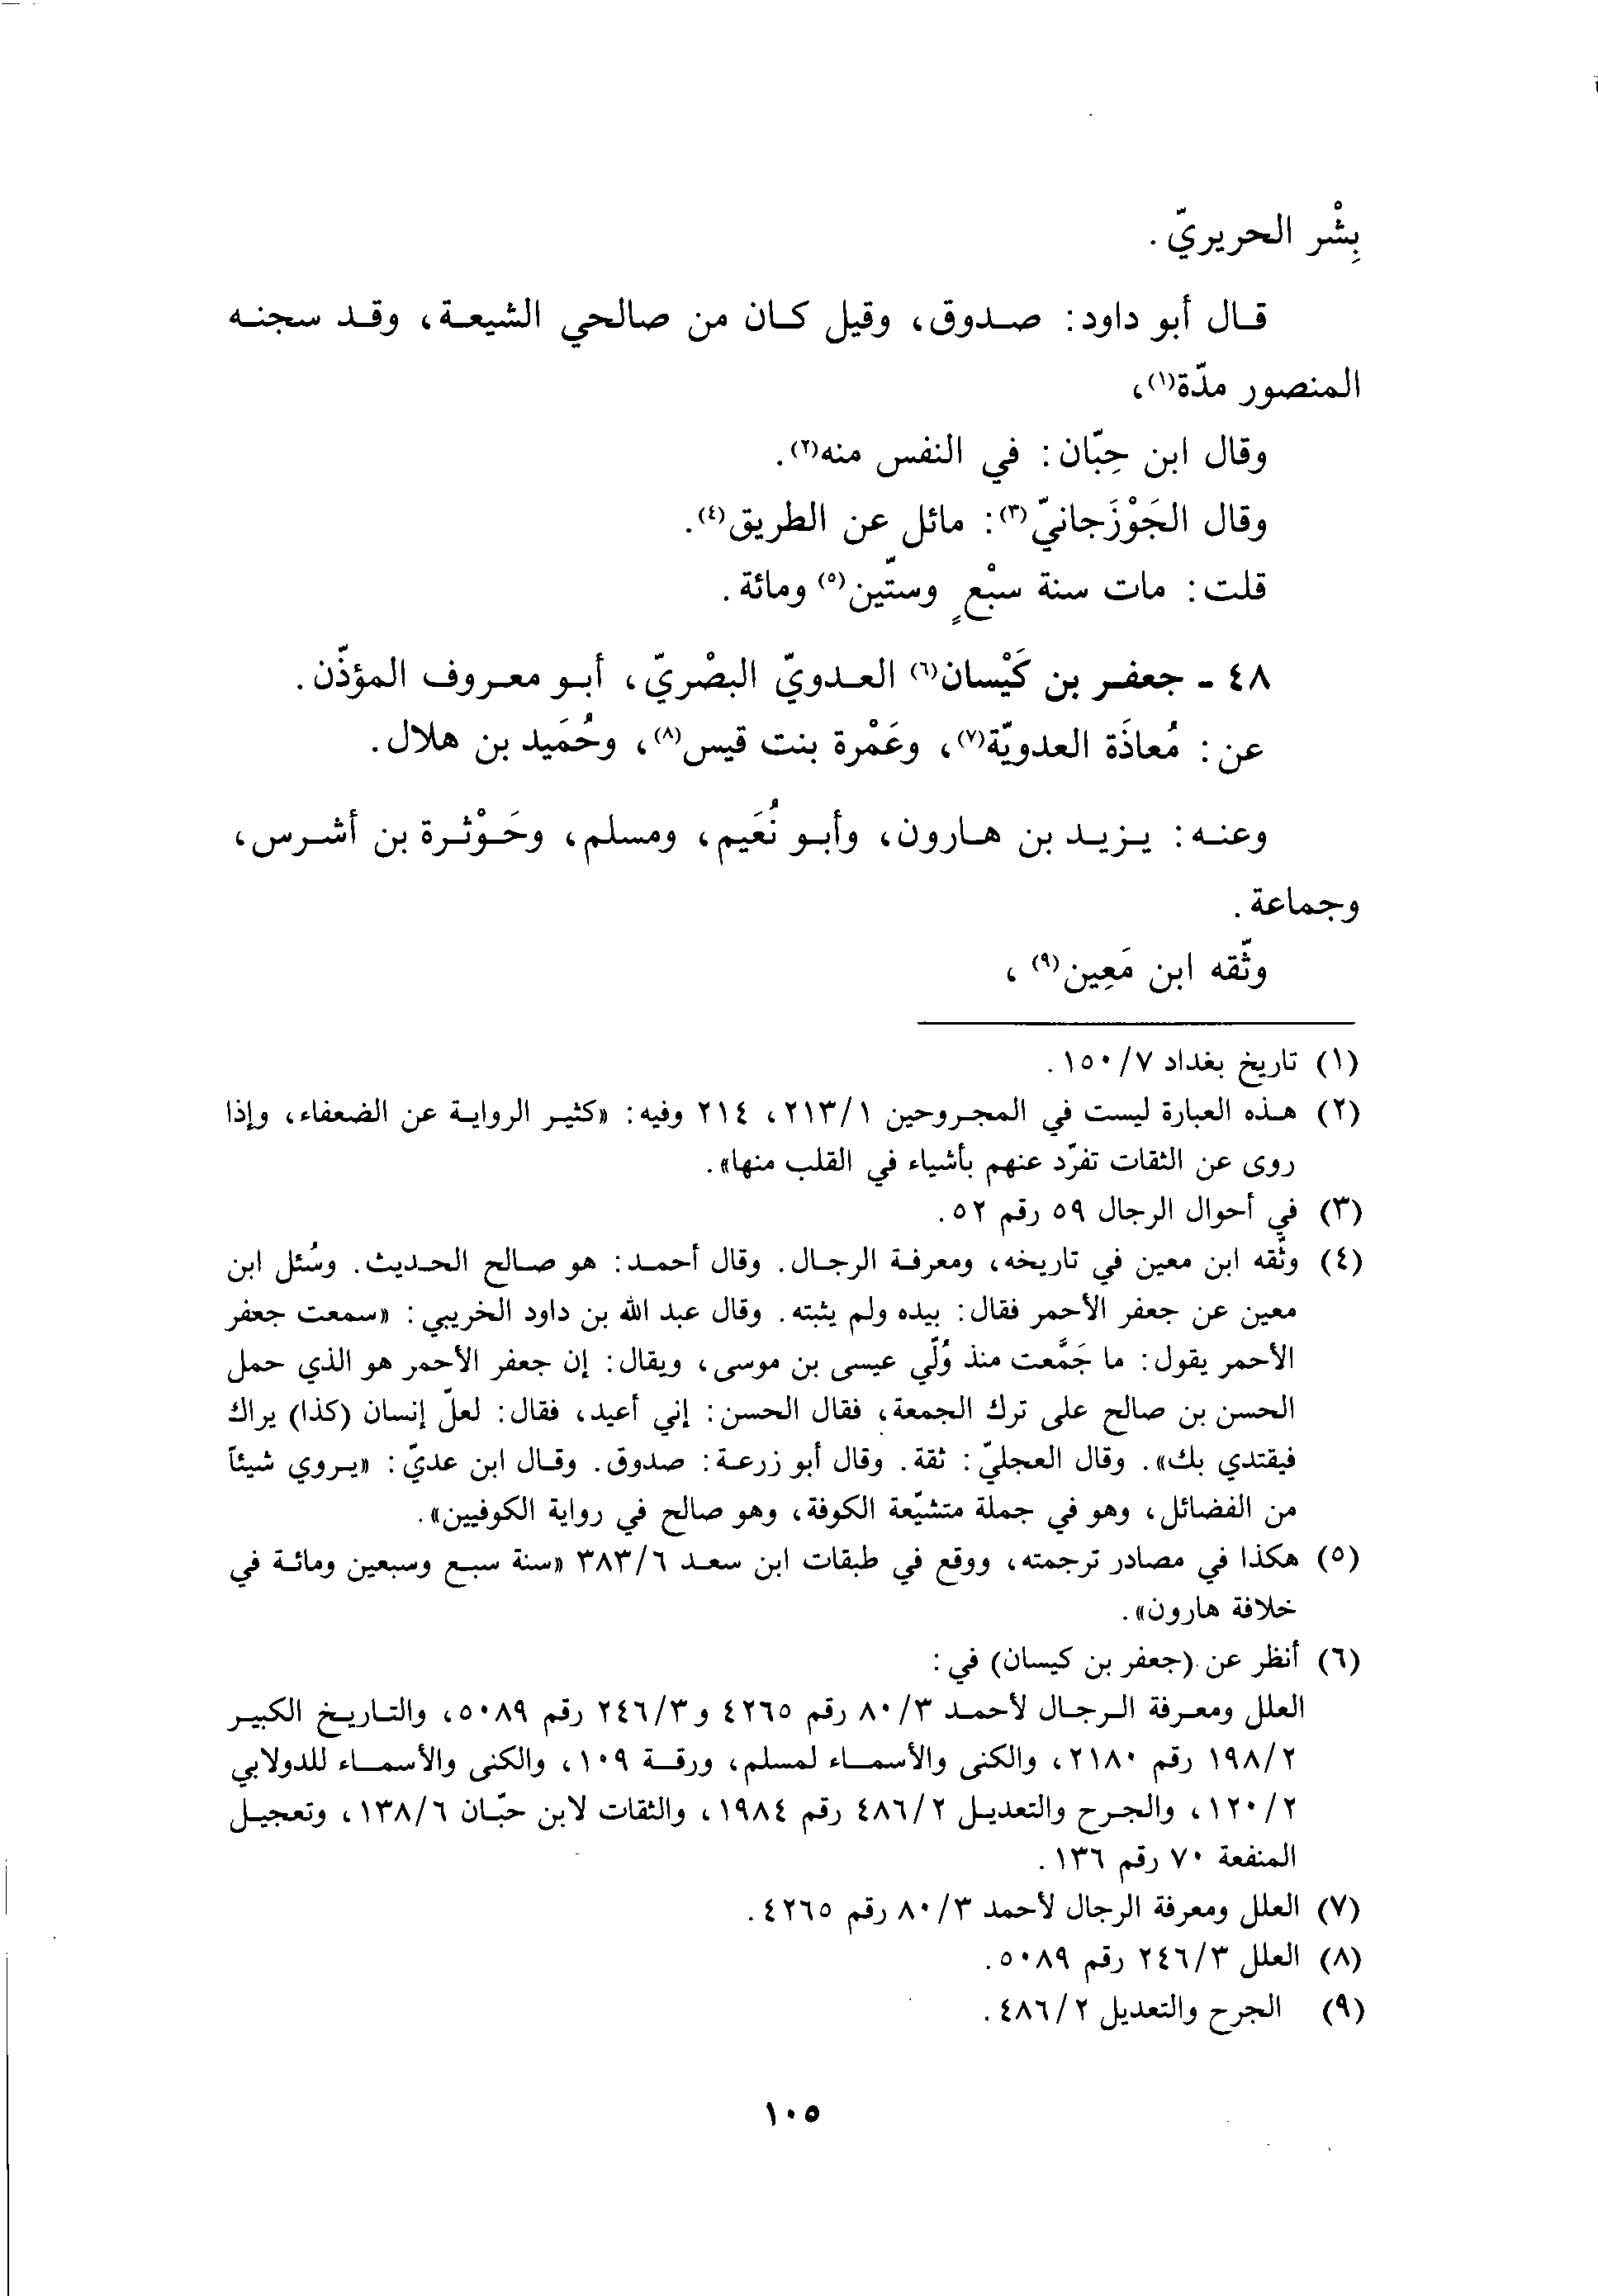 بِشْر الحريريّ.
قال أبو داود: صدوق، وقيل كان من صالحي الشيعة، وقد سجنه
المنصور مدّة(١)،
وقال ابن حِبّان: في النفس منه(٢).
وقال الجَوْزَجانيّ(٣): مائل عن الطريق(٤).
قلت: مات سنة سبْعٍ وستّين(٥) ومائة.
٤٨ - جعفر بن كَيْسان(٦) العدويّ البصْريّ، أبو معروف المؤذّن.
عن: مُعاذَة العدويّة(٧)، وعَمْرة بنت قيس(٨)، وحُمَيد بن هلال.
وعنه: يزيد بن هارون، وأبو نُعَيم، ومسلم، وحَوْثرة بن أشرس،
وجماعة.
وثّقه ابن مَعِين(٩)،
(١) تاريخ بغداد ٧/١٥٠.
(٢) هذه العبارة ليست في المجروحين ١/٢١٣، ٢١٤ وفيه: «كثير الرواية عن الضعفاء، وإذا
روى عن الثقات تفرّد عنهم بأشياء في القلب منها».
(٣) في أحوال الرجال ٥٩ رقم ٥٢.
(٤) وثّقه ابن معين في تاريخه، ومعرفة الرجال. وقال أحمد: هو صالح الحديث. وسُئل ابن
معين عن جعفر الأحمر فقال: بيده ولم يثبته. وقال عبد الله بن داود الخريبي: «سمعت جعفر
الأحمر يقول: ما جَمَّعت منذ وُلّي عيسى بن موسى، ويقال: إن جعفر الأحمر هو الذي حمل
الحسن بن صالح على ترك الجمعة، فقال الحسن: إني أعيد، فقال: لعلّ إنسان (كذا) يراك
فيقتدي بك». وقال العجليّ: ثقة. وقال أبو زرعة: صدوق. وقال ابن عديّ: «يروي شيئاً
من الفضائل، وهو في جملة متشيّعة الكوفة، وهو صالح في رواية الكوفيين».
(٥) هكذا في مصادر ترجمته، ووقع في طبقات ابن سعد ٦/٣٨٣ «سنة سبع وسبعين ومائة في
خلافة هارون».
(٦) أنظر عن (جعفر بن كيسان) في:
العلل ومعرفة الرجال لأحمد ٣/٨٠ رقم ٤٢٦٥ و٣/٢٤٦ رقم ٥٠٨٩، والتاريخ الكبير
٢/١٩٨ رقم ٢١٨٠، والكنى والأسماء لمسلم، ورقة ١٠٩، والكنى والأسماء للدولابي
٢/١٢٠، والجرح والتعديل ٢/٤٨٦ رقم ١٩٨٤، والثقات لابن حبّان ٦/١٣٨، وتعجيل
المنفعة ٧٠ رقم ١٣٦.
(٧) العلل ومعرفة الرجال لأحمد ٣/٨٠ رقم ٤٢٦٥.
(٨) العلل ٣/٢٤٦ رقم ٥٠٨٩.
(٩) الجرح والتعديل ٢/٤٨٦.
١٠٥